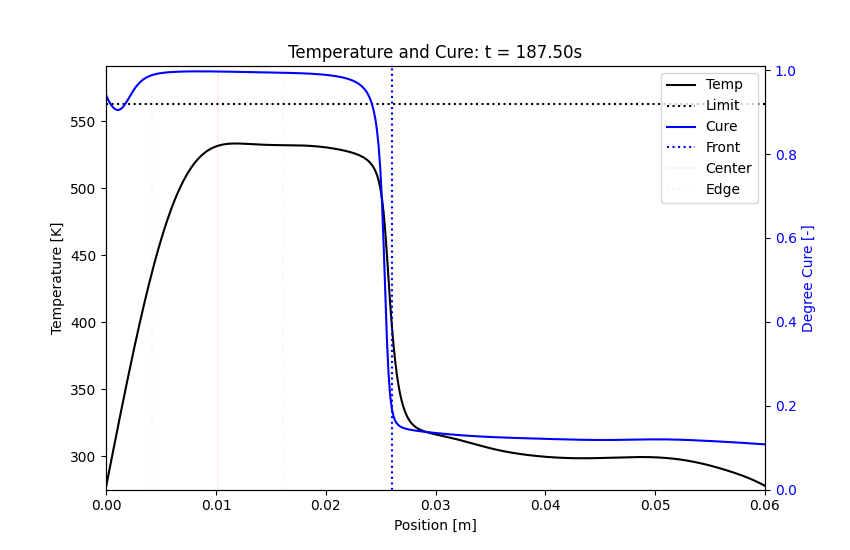 Temperature and Cure: t = 187.50s
Temp
Limit
Cure
Front
Center
Edge
550
500
450
400
350
300
Temperature [K]
1.0
0.8
0.6
0.4
0.2
0.0
Degree Cure [-]
0.00 0.01 0.02 0.03 0.04 0.05 0.06
Position [m]